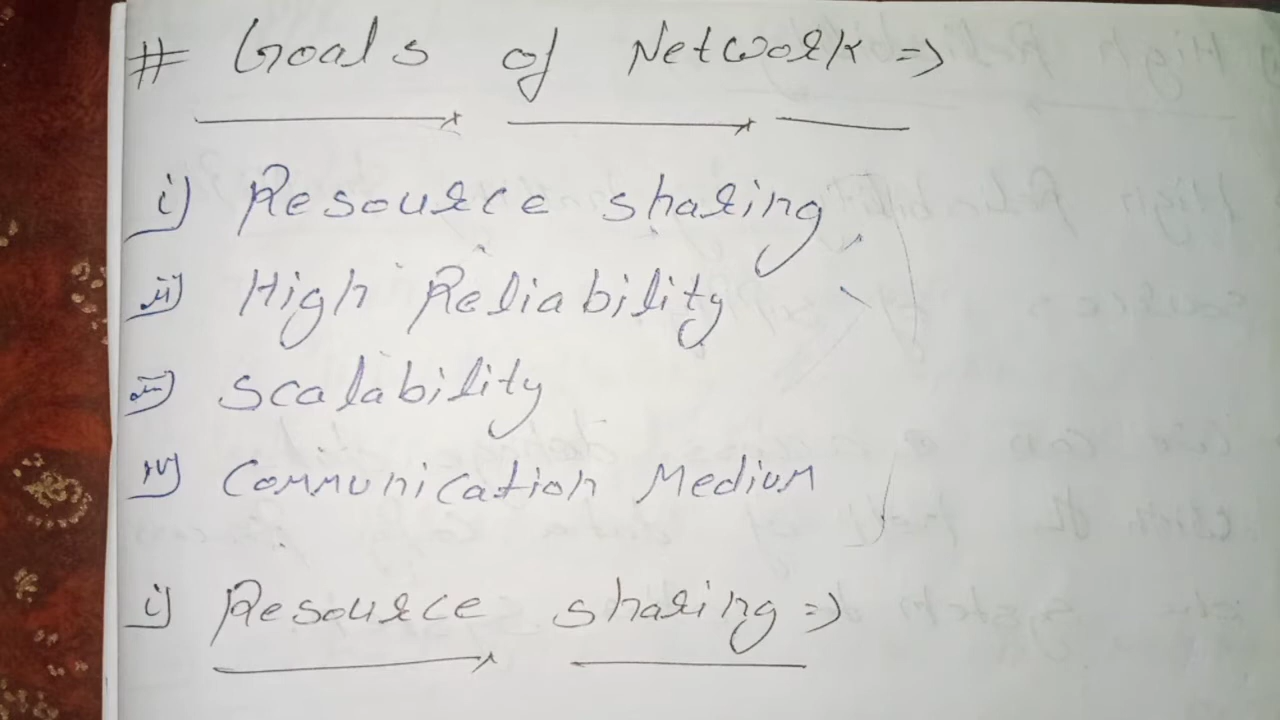 # Goals of Network =>
i) Resource sharing
ii) High Reliability
iii) Scalability
iv) Communication Medium
i) Resource sharing =>